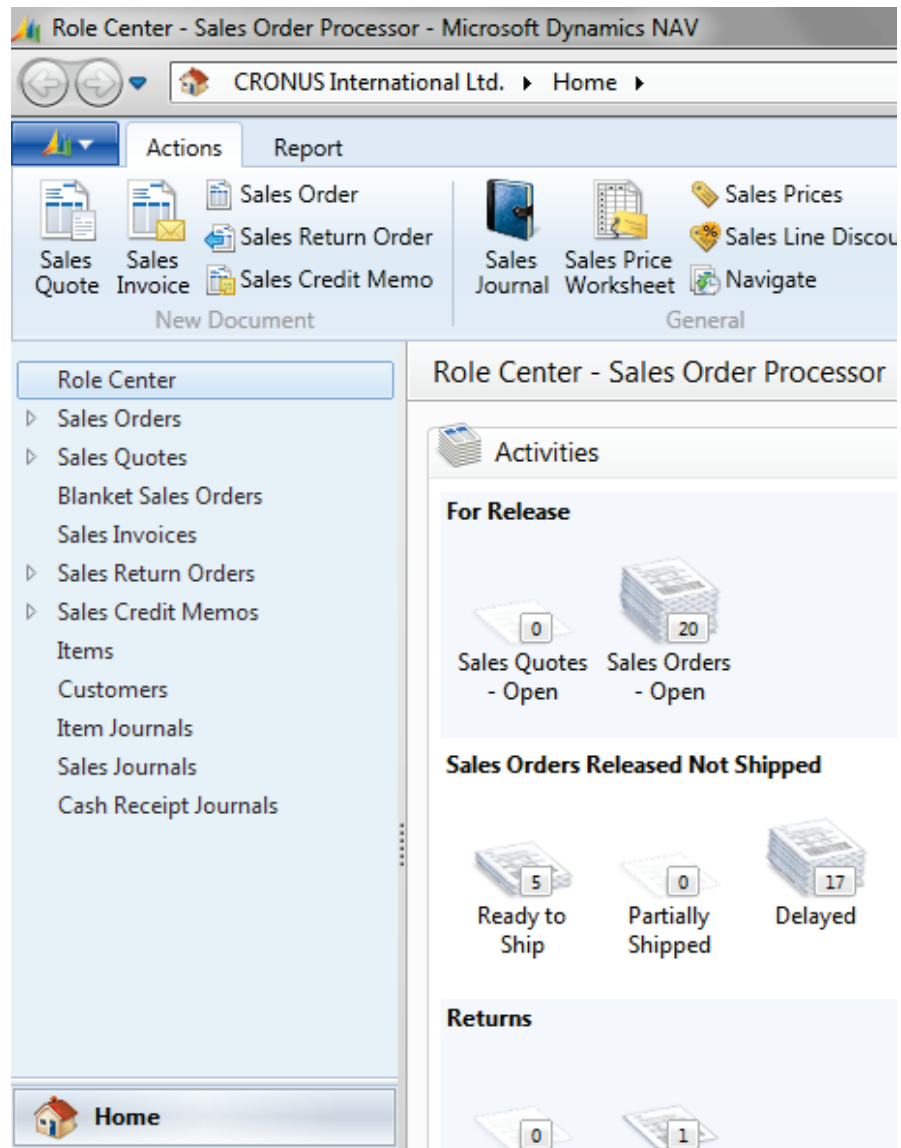 Role Center - Sales Order Processor - Microsoft Dynamics NAV
CRONUS International Ltd. Home
Actions Report
Sales Quote
Sales Invoice
Sales Order
Sales Return Order
Sales Credit Memo
New Document
Sales Journal
Sales Price Worksheet
Sales Prices
Sales Line Discou
Navigate
General
Role Center
Sales Orders
Sales Quotes
Blanket Sales Orders
Sales Invoices
Sales Return Orders
Sales Credit Memos
Items
Customers
Item Journals
Sales Journals
Cash Receipt Journals
Home
Role Center - Sales Order Processor
Activities
For Release
0 20
Sales Quotes - Open
Sales Orders - Open
Sales Orders Released Not Shipped
5 0 17
Ready to Ship
Partially Shipped
Delayed
Returns
0 1